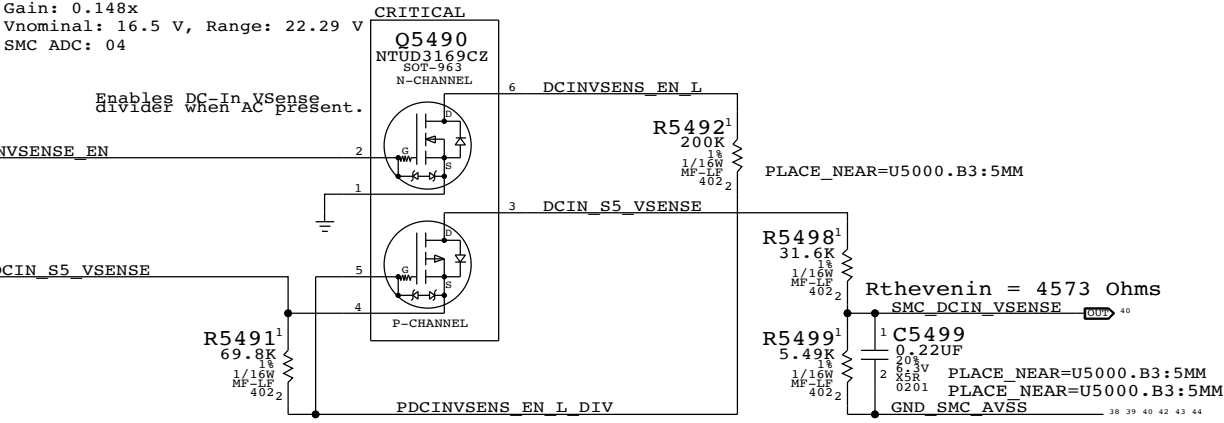 Gain: 0.148x
Vnominal: 16.5 V, Range: 22.29 V
SMC ADC: 04
CRITICAL
Q5490
NTUD3169CZ
SOT-963
N-CHANNEL
Enables DC-In VSense
divider when AC present.
6 DCINVSENS_EN_L
D
G
S
NVSENSE_EN
2
1
R5492 1
200K
1%
1/16W
MF-LF
402 2
PLACE_NEAR=U5000.B3:5MM
3 DCIN_S5_VSENSE
D
G
S
DCIN_S5_VSENSE
5
4
P-CHANNEL
R5498 1
31.6K
1%
1/16W
MF-LF
402 2
Rthevenin = 4573 Ohms
SMC_DCIN_VSENSE
OUT 40
R5491 1
69.8K
1%
1/16W
MF-LF
402 2
R5499 1
5.49K
1%
1/16W
MF-LF
402 2
1 C5499
0.22UF
20%
6.3V
2 X5R
0201
PLACE_NEAR=U5000.B3:5MM
PLACE_NEAR=U5000.B3:5MM
PDCINVSENS_EN_L_DIV
GND_SMC_AVSS
38 39 40 42 43 44